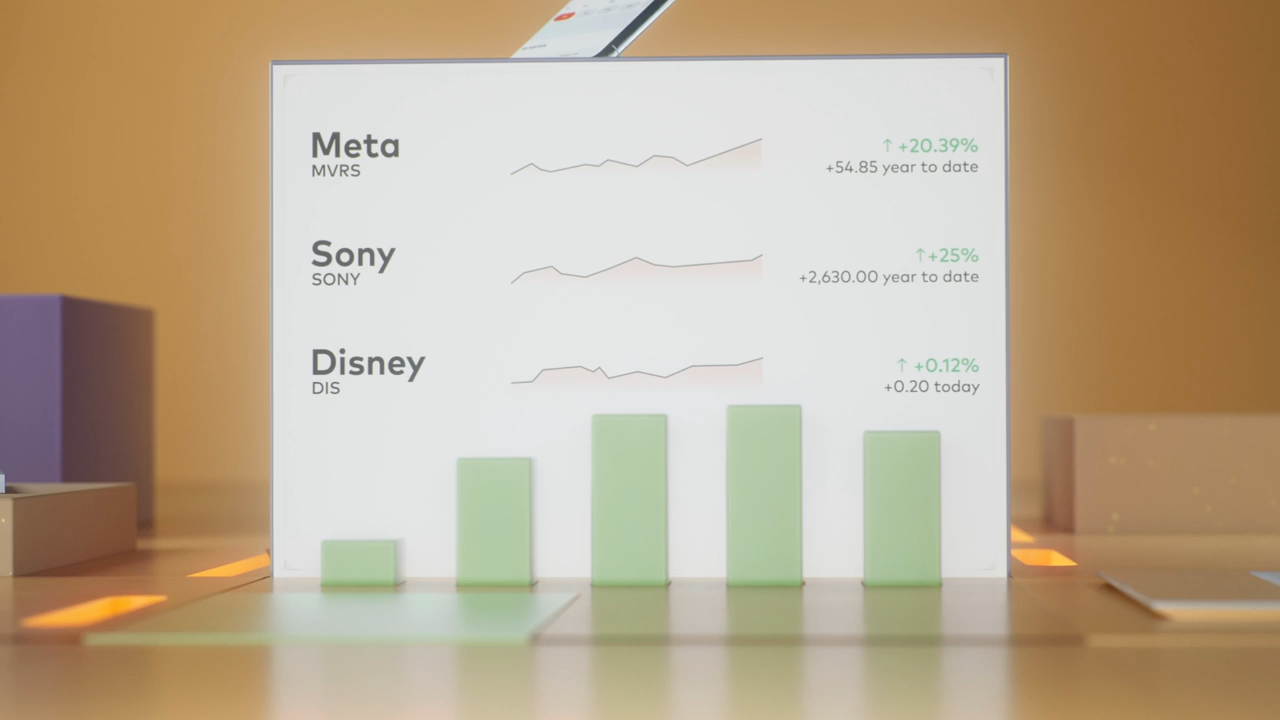 Meta
MVRS
↑ +20.39%
+54.85 year to date
Sony
SONY
↑+25%
+2,630.00 year to date
Disney
DIS
↑ +0.12%
+0.20 today